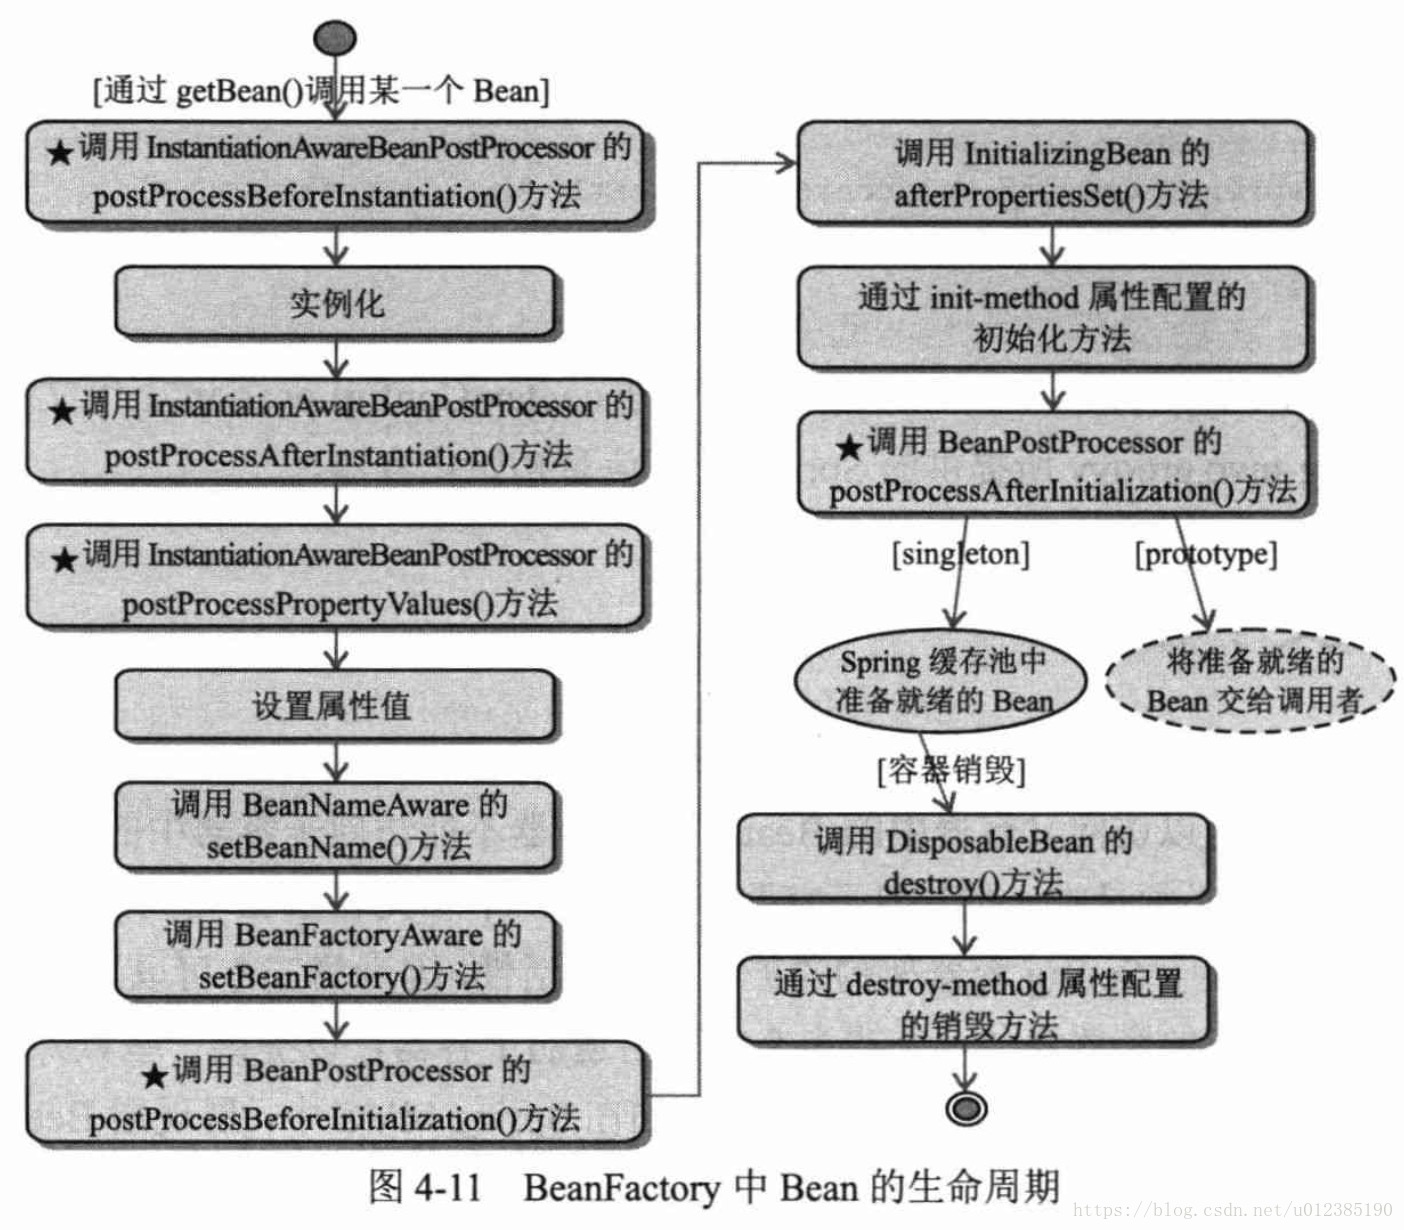 [通过 getBean()调用某一个 Bean]
★调用 InstantiationAwareBeanPostProcessor 的
postProcessBeforeInstantiation()方法
实例化
★调用 InstantiationAwareBeanPostProcessor 的
postProcessAfterInstantiation()方法
★调用 InstantiationAwareBeanPostProcessor 的
postProcessPropertyValues()方法
设置属性值
调用 BeanNameAware 的
setBeanName()方法
调用 BeanFactoryAware 的
setBeanFactory()方法
★调用 BeanPostProcessor 的
postProcessBeforeInitialization()方法
调用 InitializingBean 的
afterPropertiesSet()方法
通过 init-method 属性配置的
初始化方法
★调用 BeanPostProcessor 的
postProcessAfterInitialization()方法
[singleton]
[prototype]
Spring 缓存池中
准备就绪的 Bean
将准备就绪的
Bean 交给调用者
[容器销毁]
调用 DisposableBean 的
destroy()方法
通过 destroy-method 属性配置
的销毁方法
图 4-11 BeanFactory 中 Bean 的生命周期
https://blog.csdn.net/u012385190